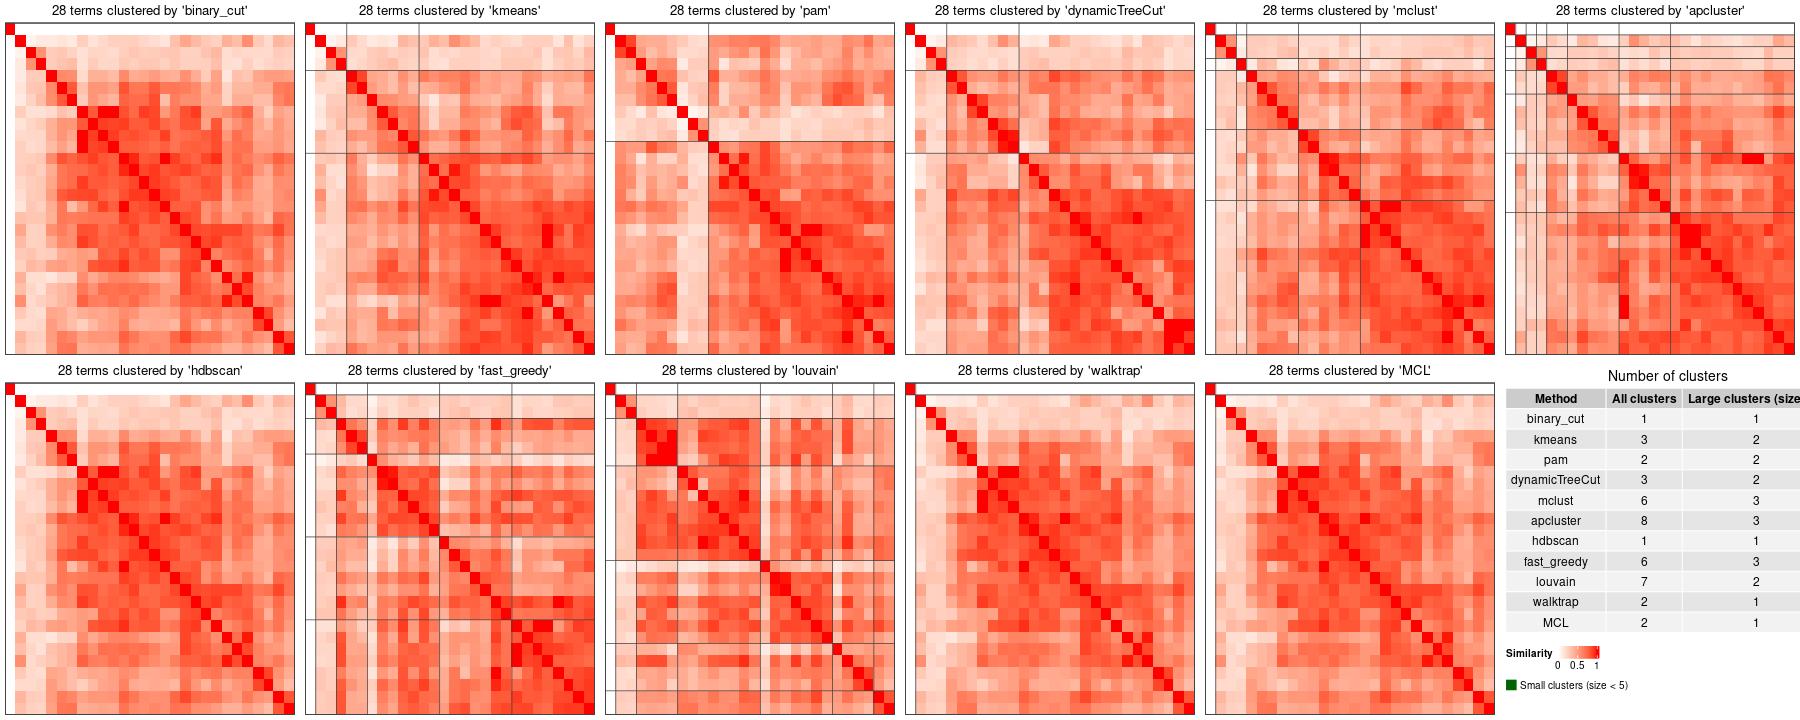 28 terms clustered by 'binary_cut'
28 terms clustered by 'kmeans'
28 terms clustered by 'pam'
28 terms clustered by 'dynamicTreeCut'
28 terms clustered by 'mclust'
28 terms clustered by 'apcluster'
28 terms clustered by 'hdbscan'
28 terms clustered by 'fast_greedy'
28 terms clustered by 'louvain'
28 terms clustered by 'walktrap'
28 terms clustered by 'MCL'
Number of clusters
Method All clusters Large clusters (size
binary_cut 1 1
kmeans 3 2
pam 2 2
dynamicTreeCut 3 2
mclust 6 3
apcluster 8 3
hdbscan 1 1
fast_greedy 6 3
louvain 7 2
walktrap 2 1
MCL 2 1
Similarity
0 0.5 1
Small clusters (size < 5)